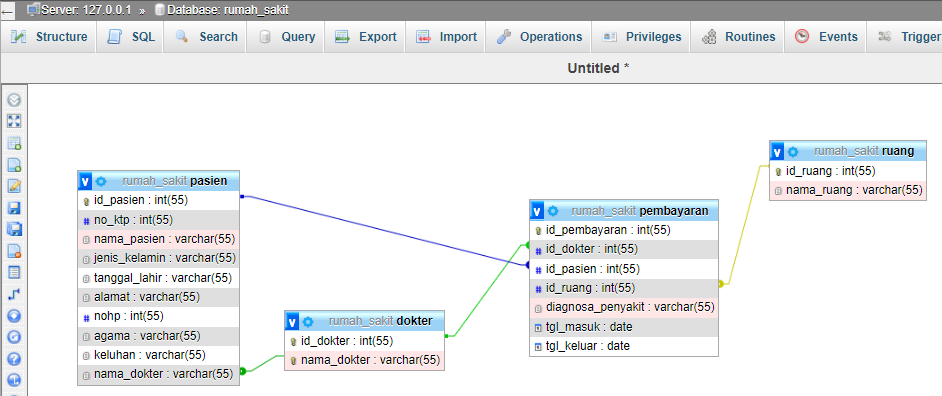 Server: 127.0.0.1 » Database: rumah_sakit
Structure SQL Search Query Export Import Operations Privileges Routines Events Trigger
Untitled *
rumah_sakit pasien
id_pasien : int(55)
no_ktp : int(55)
nama_pasien : varchar(55)
jenis_kelamin : varchar(55)
tanggal_lahir : varchar(55)
alamat : varchar(55)
nohp : int(55)
agama : varchar(55)
keluhan : varchar(55)
nama_dokter : varchar(55)
rumah_sakit dokter
id_dokter : int(55)
nama_dokter : varchar(55)
rumah_sakit pembayaran
id_pembayaran : int(55)
id_dokter : int(55)
id_pasien : int(55)
id_ruang : int(55)
diagnosa_penyakit : varchar(55)
tgl_masuk : date
tgl_keluar : date
rumah_sakit ruang
id_ruang : int(55)
nama_ruang : varchar(55)